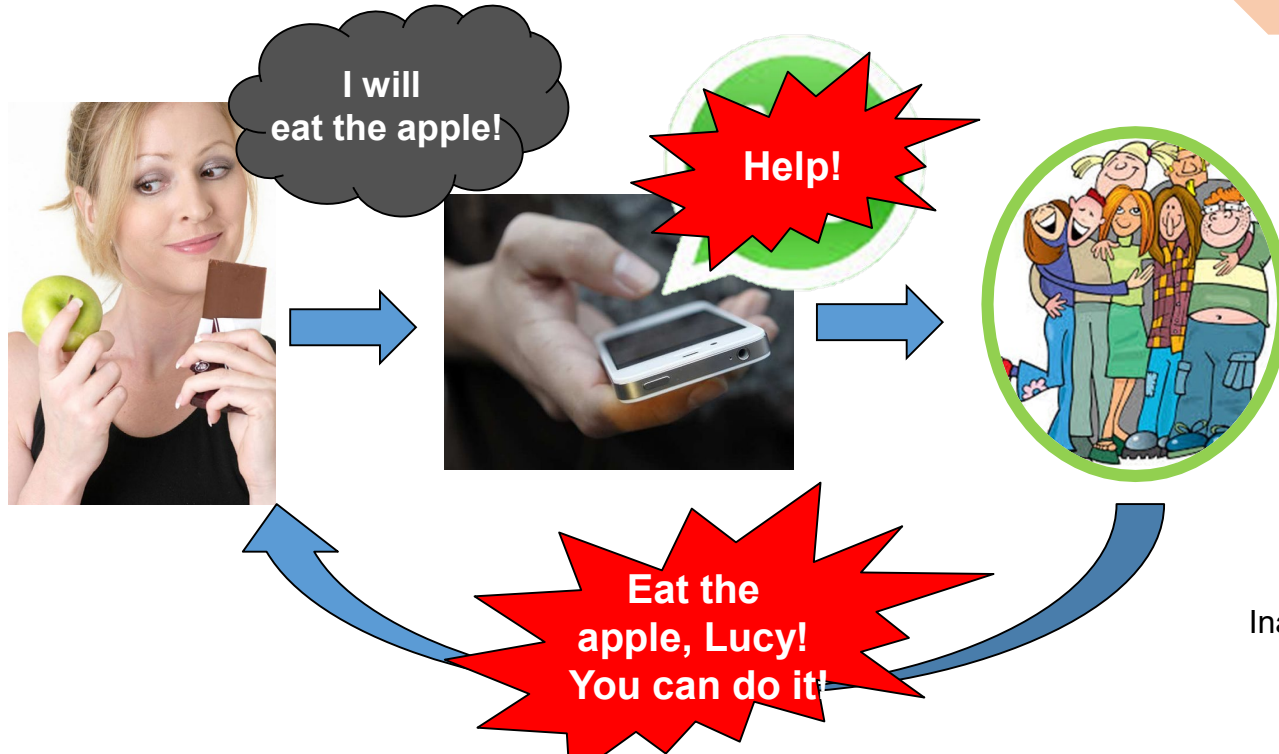 I will
eat the apple!
Help!
Eat the
apple, Lucy!
You can do it!